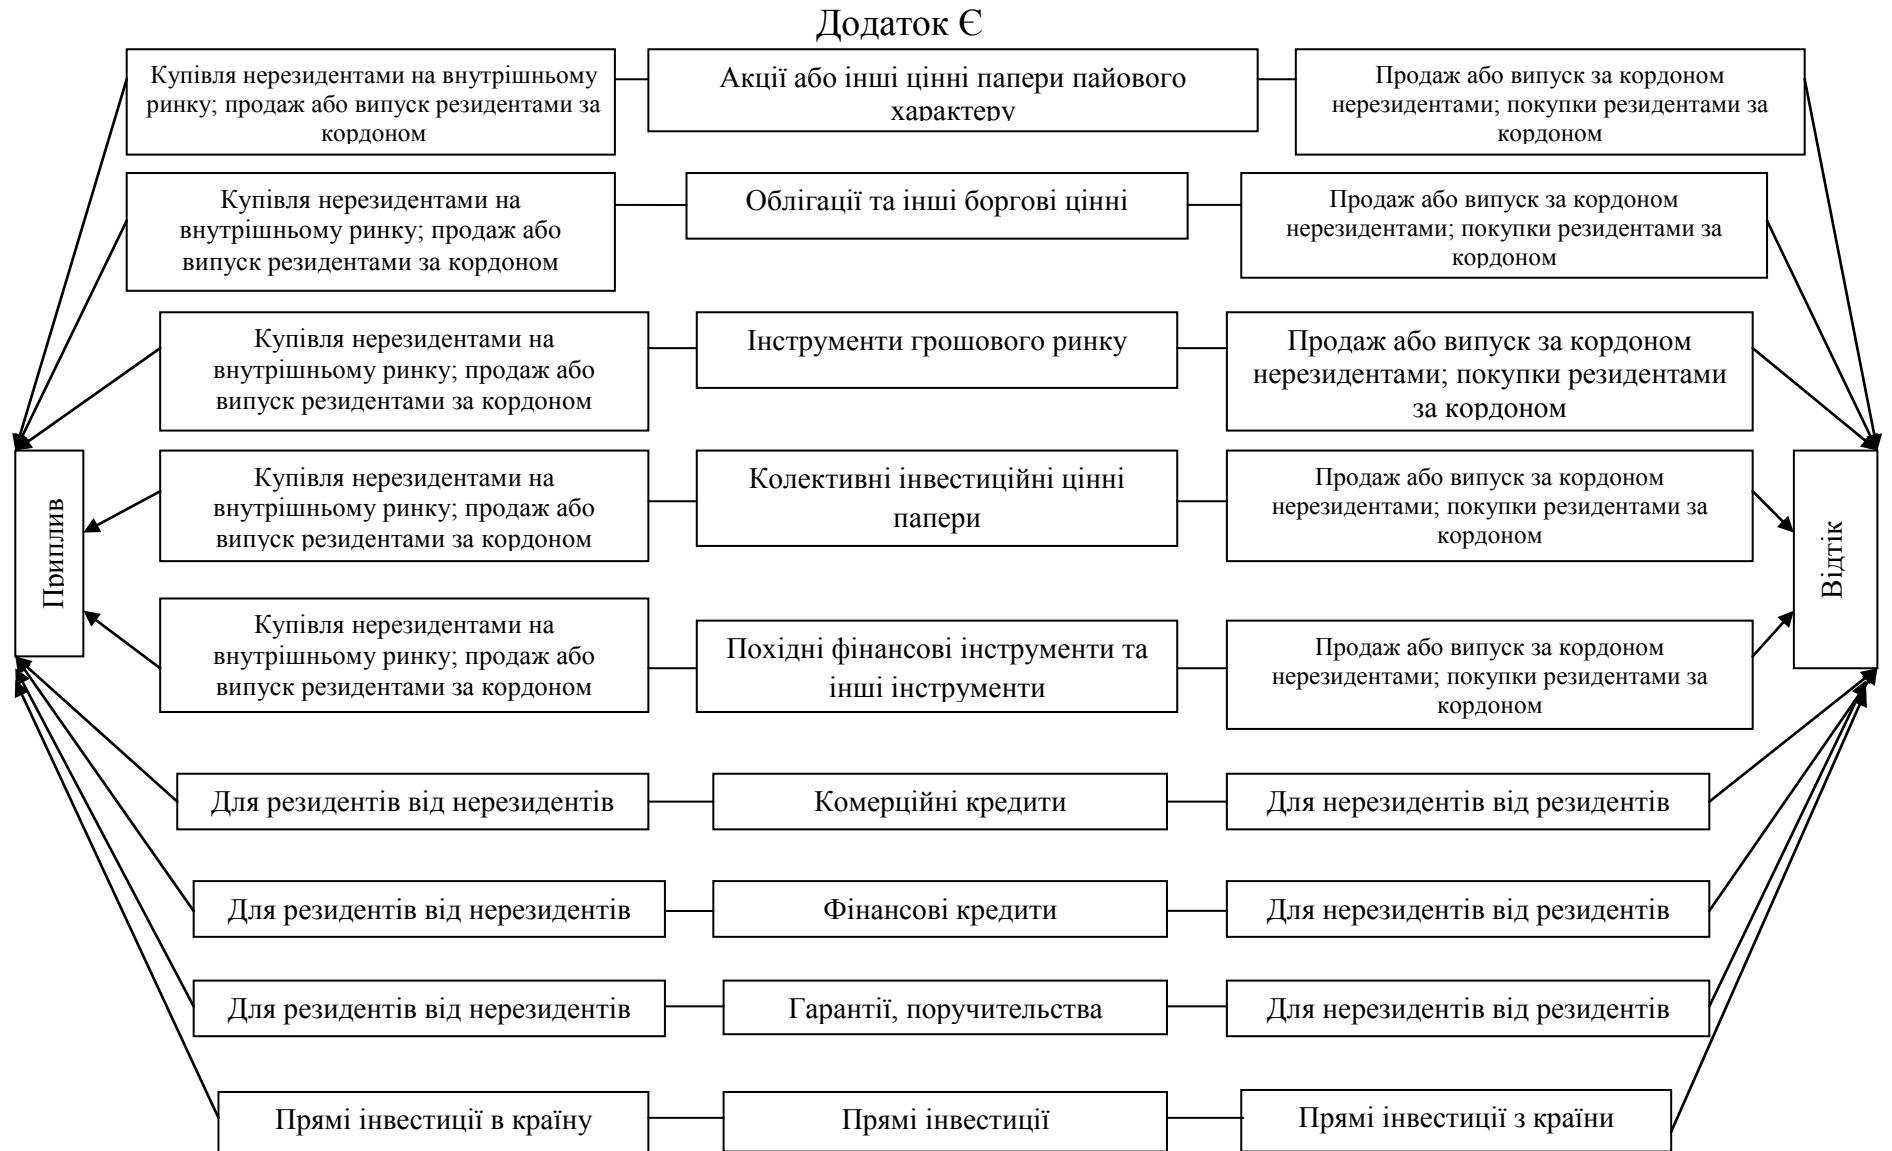 Додаток Є
Купівля нерезидентами на внутрішньому
ринку; продаж або випуск резидентами за
кордоном
Акції або інші цінні папери пайового
характеру
Продаж або випуск за кордоном
нерезидентами; покупки резидентами за
кордоном
Купівля нерезидентами на
внутрішньому ринку; продаж або
випуск резидентами за кордоном
Облігації та інші боргові цінні
Продаж або випуск за кордоном
нерезидентами; покупки резидентами за
кордоном
Купівля нерезидентами на
внутрішньому ринку; продаж або
випуск резидентами за кордоном
Інструменти грошового ринку
Продаж або випуск за кордоном
нерезидентами; покупки резидентами
за кордоном
Приплив
Купівля нерезидентами на
внутрішньому ринку; продаж або
випуск резидентами за кордоном
Колективні інвестиційні цінні
папери
Продаж або випуск за кордоном
нерезидентами; покупки резидентами за
кордоном
Відтік
Купівля нерезидентами на
внутрішньому ринку; продаж або
випуск резидентами за кордоном
Похідні фінансові інструменти та
інші інструменти
Продаж або випуск за кордоном
нерезидентами; покупки резидентами за
кордоном
Для резидентів від нерезидентів
Комерційні кредити
Для нерезидентів від резидентів
Для резидентів від нерезидентів
Фінансові кредити
Для нерезидентів від резидентів
Для резидентів від нерезидентів
Гарантії, поручительства
Для нерезидентів від резидентів
Прямі інвестиції в країну
Прямі інвестиції
Прямі інвестиції з країни